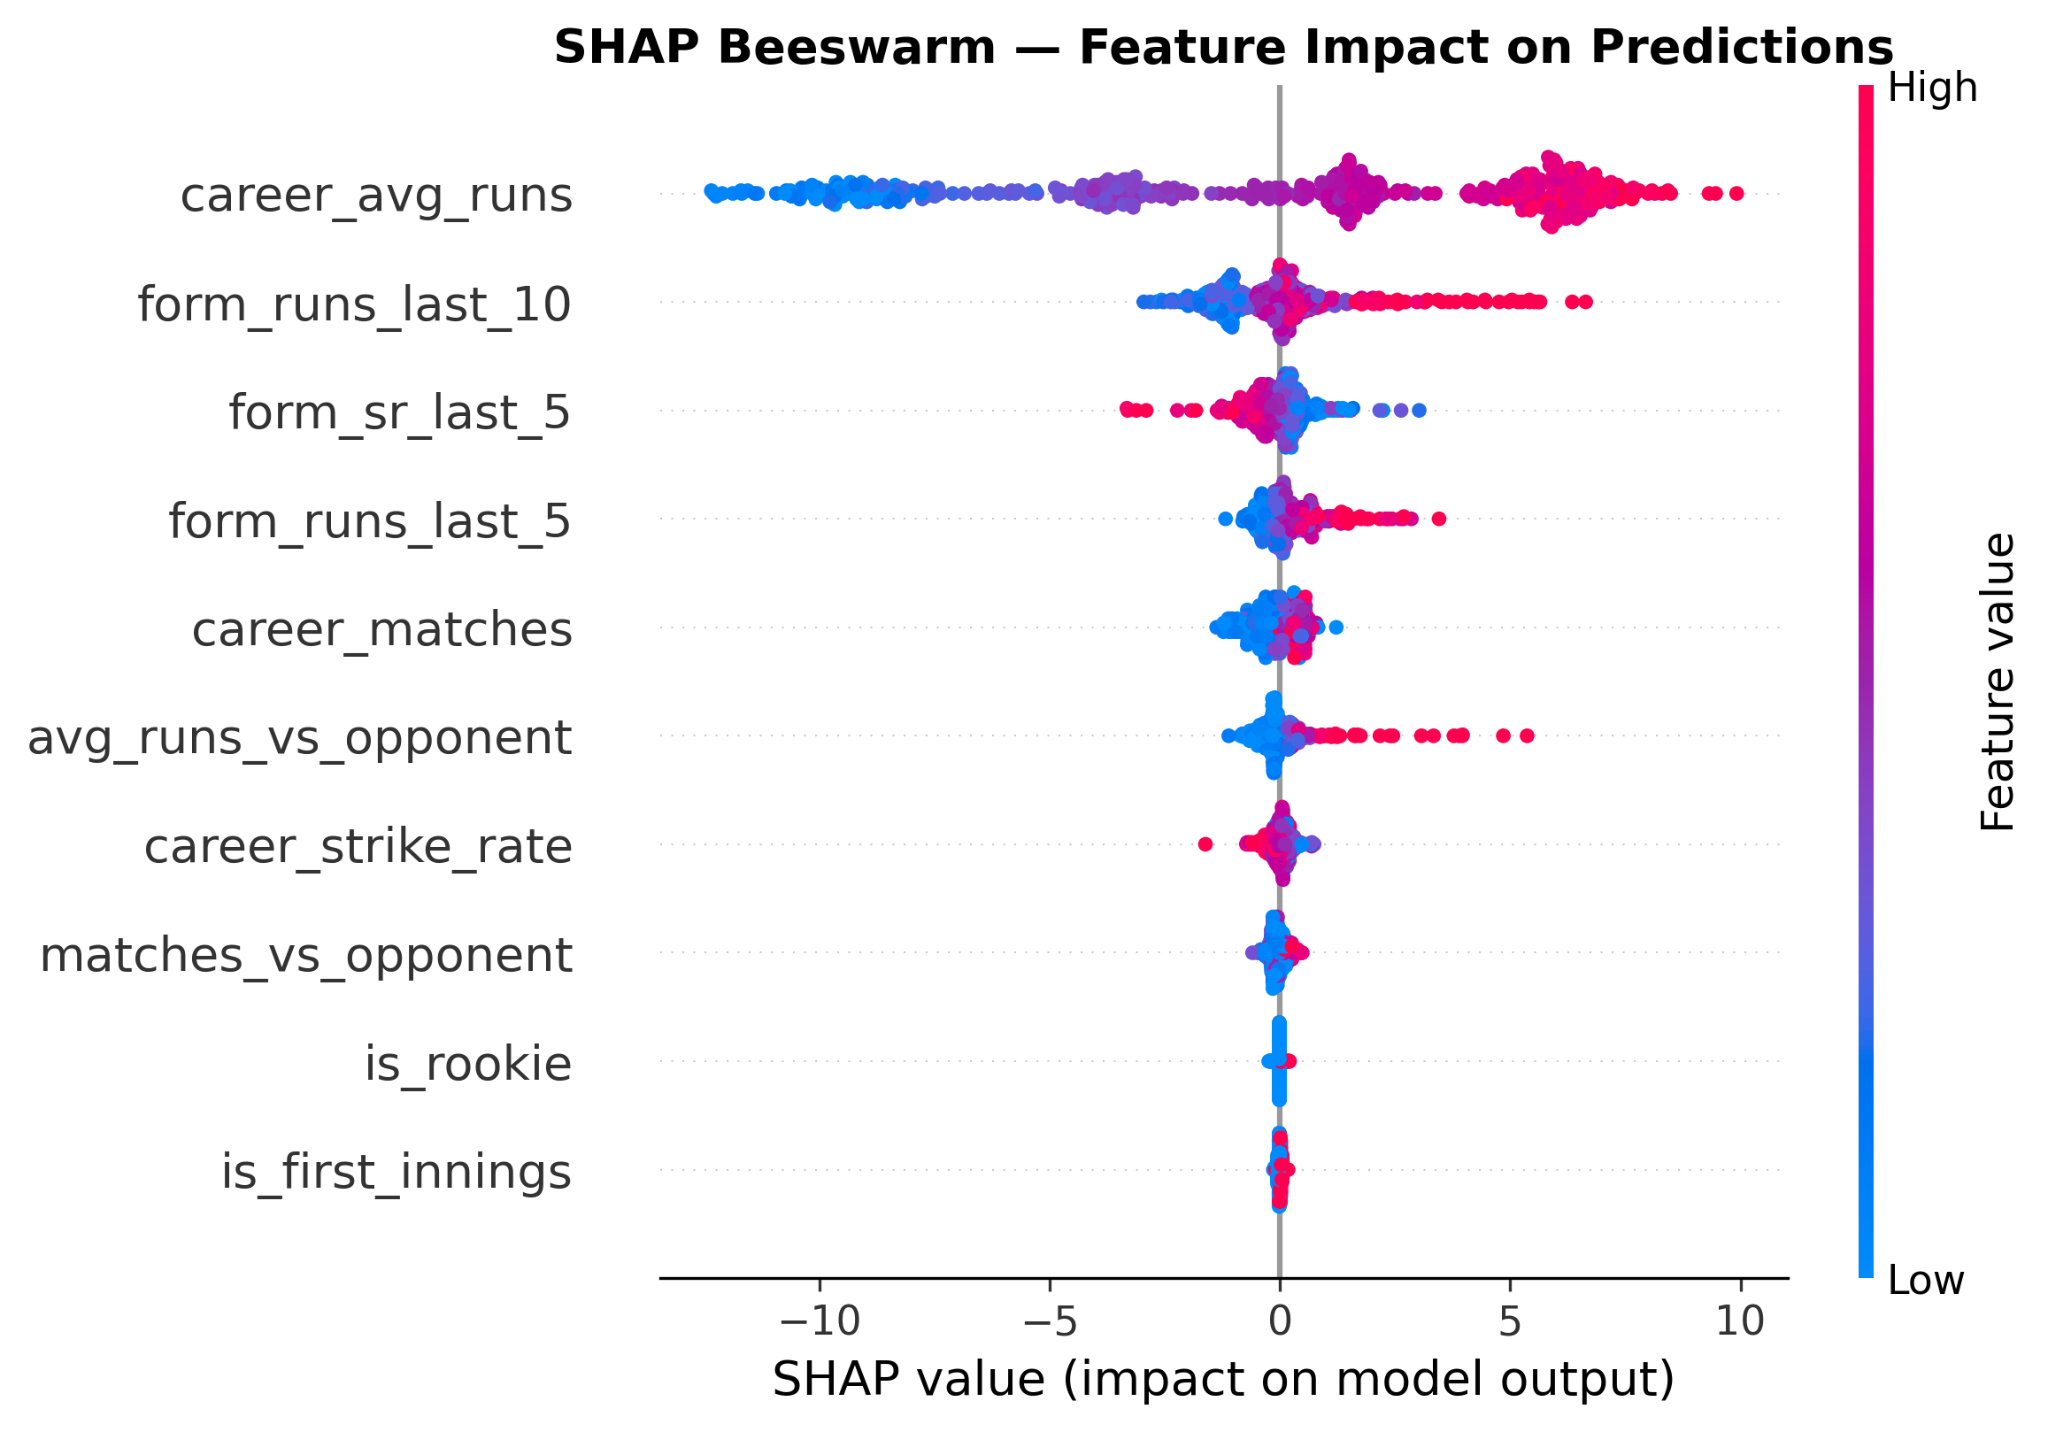 SHAP Beeswarm — Feature Impact on Predictions
High
career_avg_runs
form_runs_last_10
form_sr_last_5
form_runs_last_5
career_matches
avg_runs_vs_opponent
career_strike_rate
matches_vs_opponent
is_rookie
is_first_innings
Feature value
Low
−10 −5 0 5 10
SHAP value (impact on model output)